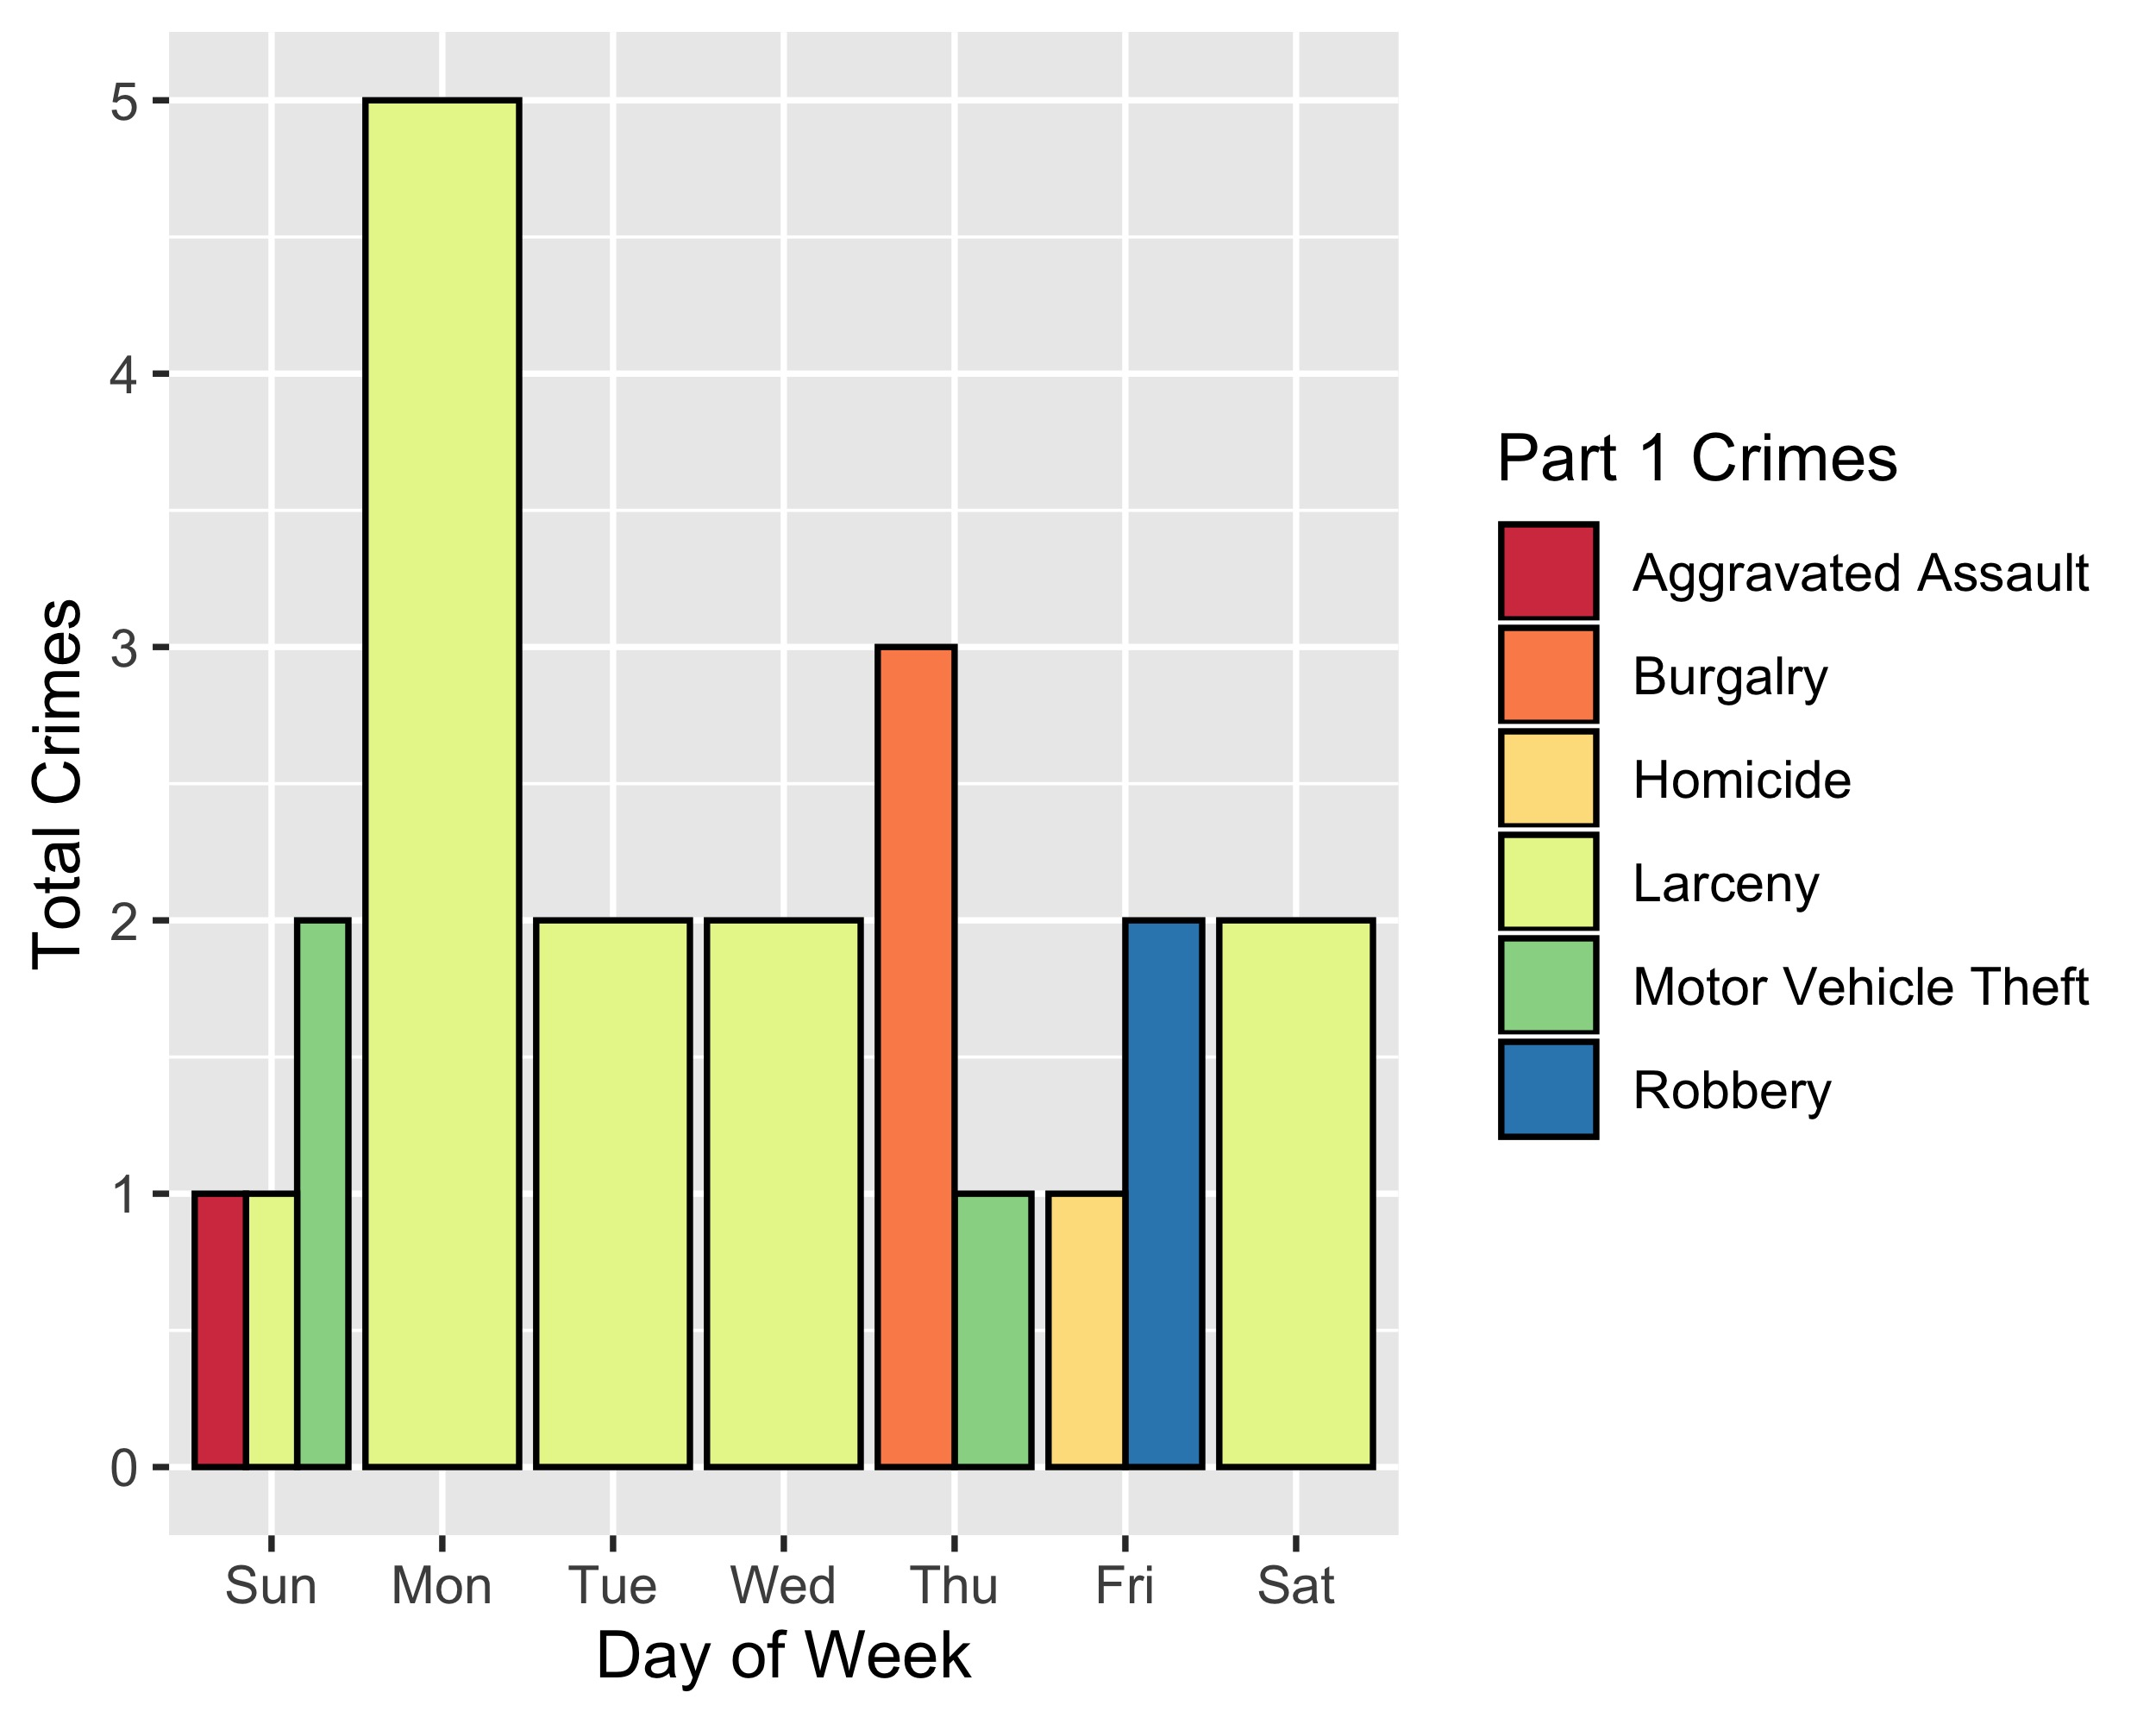 Total Crimes
5
4
3
2
1
0
Sun Mon Tue Wed Thu Fri Sat
Day of Week
Part 1 Crimes
Aggravated Assault
Burgalry
Homicide
Larceny
Motor Vehicle Theft
Robbery